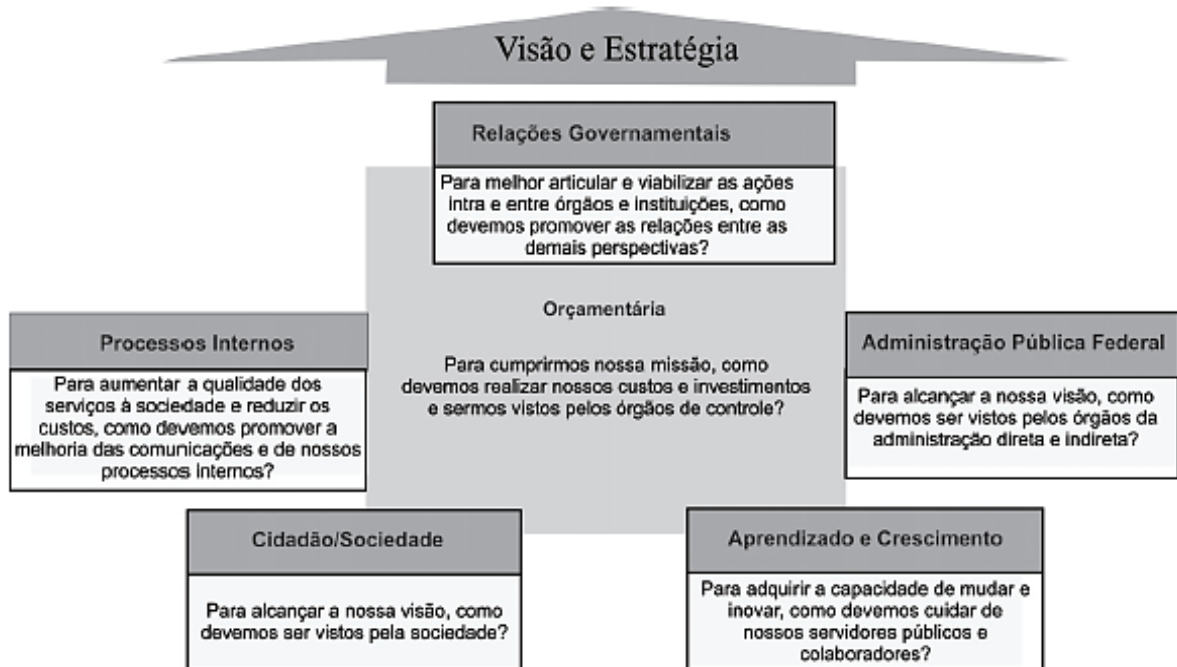 Visão e Estratégia
Relações Governamentais
Para melhor articular e viabilizar as ações
intra e entre órgãos e instituições, como
devemos promover as relações entre as
demais perspectivas?
Orçamentária
Para cumprirmos nossa missão, como
devemos realizar nossos custos e investimentos
e sermos vistos pelos órgãos de controle?
Processos Internos
Para aumentar a qualidade dos
serviços à sociedade e reduzir os
custos, como devemos promover a
melhoria das comunicações e de nossos
processos internos?
Administração Pública Federal
Para alcançar a nossa visão, como
devemos ser vistos pelos órgãos da
administração direta e indireta?
Cidadão/Sociedade
Para alcançar a nossa visão, como
devemos ser vistos pela sociedade?
Aprendizado e Crescimento
Para adquirir a capacidade de mudar e
inovar, como devemos cuidar de
nossos servidores públicos e
colaboradores?